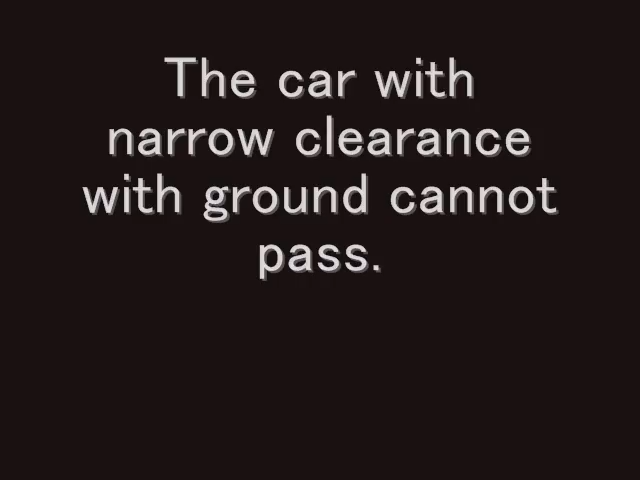 The car with
narrow clearance
with ground cannot
pass.